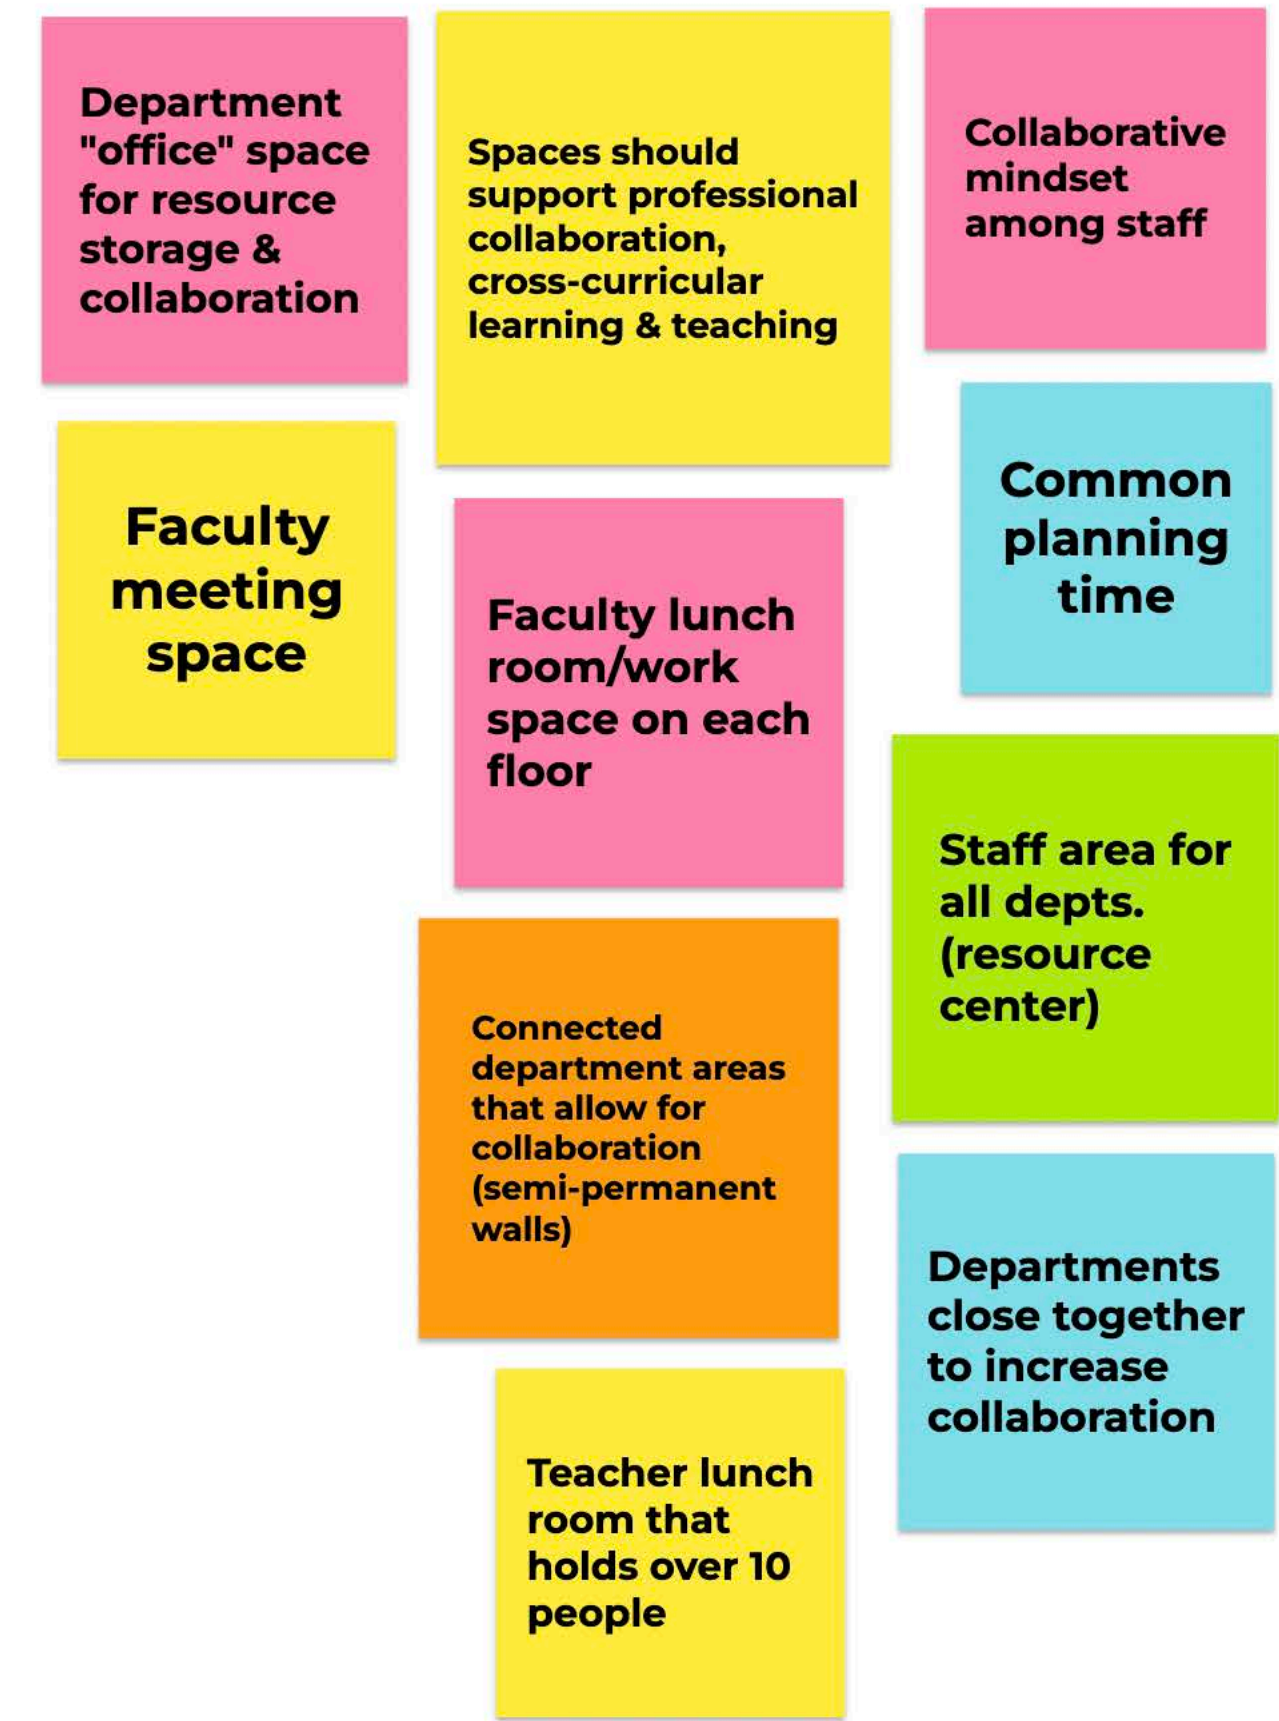 Department
"office" space
for resource
storage &
collaboration
Spaces should
support professional
collaboration,
cross-curricular
learning & teaching
Collaborative
mindset
among staff
Faculty
meeting
space
Faculty lunch
room/work
space on each
floor
Common
planning
time
Staff area for
all depts.
(resource
center)
Connected
department areas
that allow for
collaboration
(semi-permanent
walls)
Departments
close together
to increase
collaboration
Teacher lunch
room that
holds over 10
people